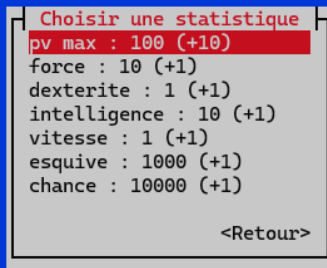 Choisir une statistique
pv max : 100 (+10)
force : 10 (+1)
dexterite : 1 (+1)
intelligence : 10 (+1)
vitesse : 1 (+1)
esquive : 1000 (+1)
chance : 10000 (+1)
<Retour>